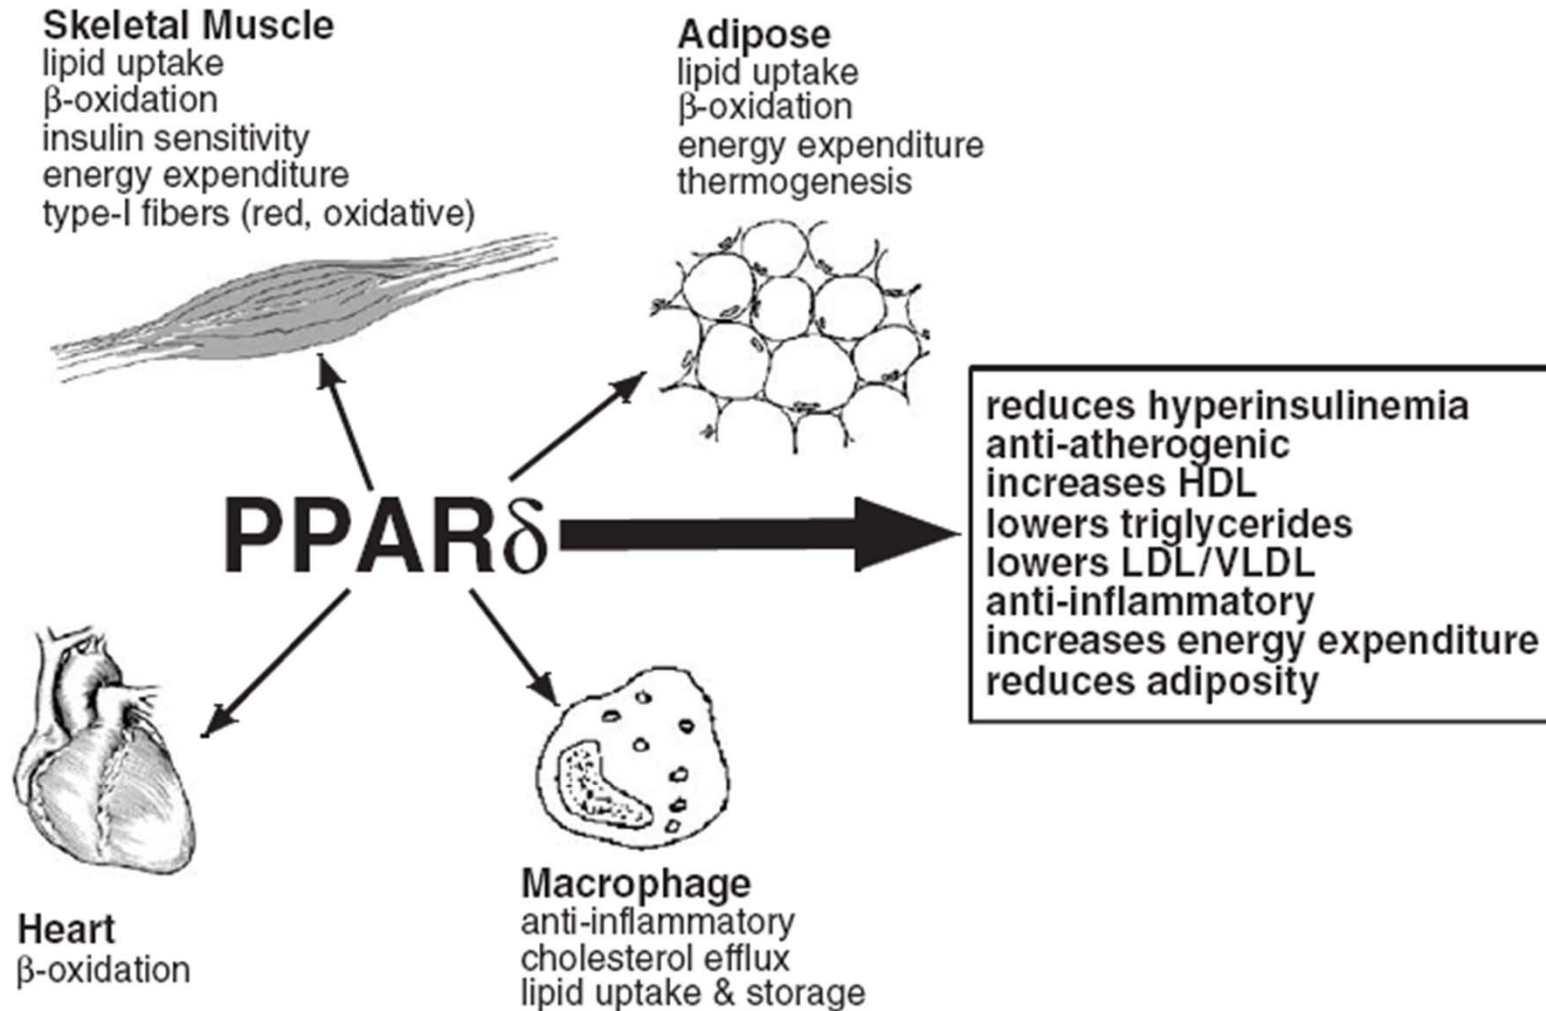 Skeletal Muscle
lipid uptake
β-oxidation
insulin sensitivity
energy expenditure
type-I fibers (red, oxidative)
Adipose
lipid uptake
β-oxidation
energy expenditure
thermogenesis
PPARδ
reduces hyperinsulinemia
anti-atherogenic
increases HDL
lowers triglycerides
lowers LDL/VLDL
anti-inflammatory
increases energy expenditure
reduces adiposity
Heart
β-oxidation
Macrophage
anti-inflammatory
cholesterol efflux
lipid uptake & storage